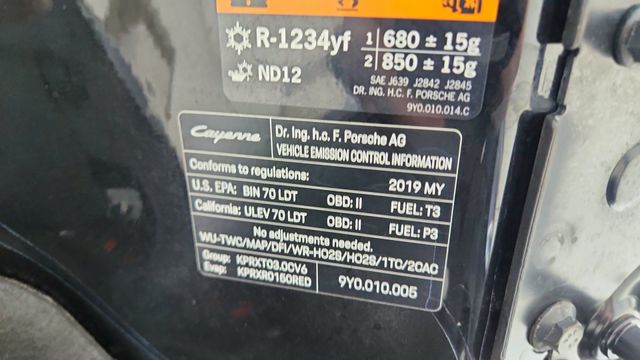 R-1234yf 1 680 ± 15g
2 850 ± 15g
ND12
SAE J639 J2842 J2845
DR. ING. H.C. F. PORSCHE AG
9Y0.010.014.C
Cayenne Dr. Ing. h.c. F. Porsche AG
VEHICLE EMISSION CONTROL INFORMATION
Conforms to regulations: 2019 MY
U.S. EPA: BIN 70 LDT OBD: II FUEL: T3
California: ULEV 70 LDT OBD: II FUEL: P3
No adjustments needed.
WU-TWC/MAP/DFI/WR-HO2S/HO2S/1TC/2CAC
Group: KPRXT03.0CV6
Evap: KPRXR0150RED 9Y0.010.005